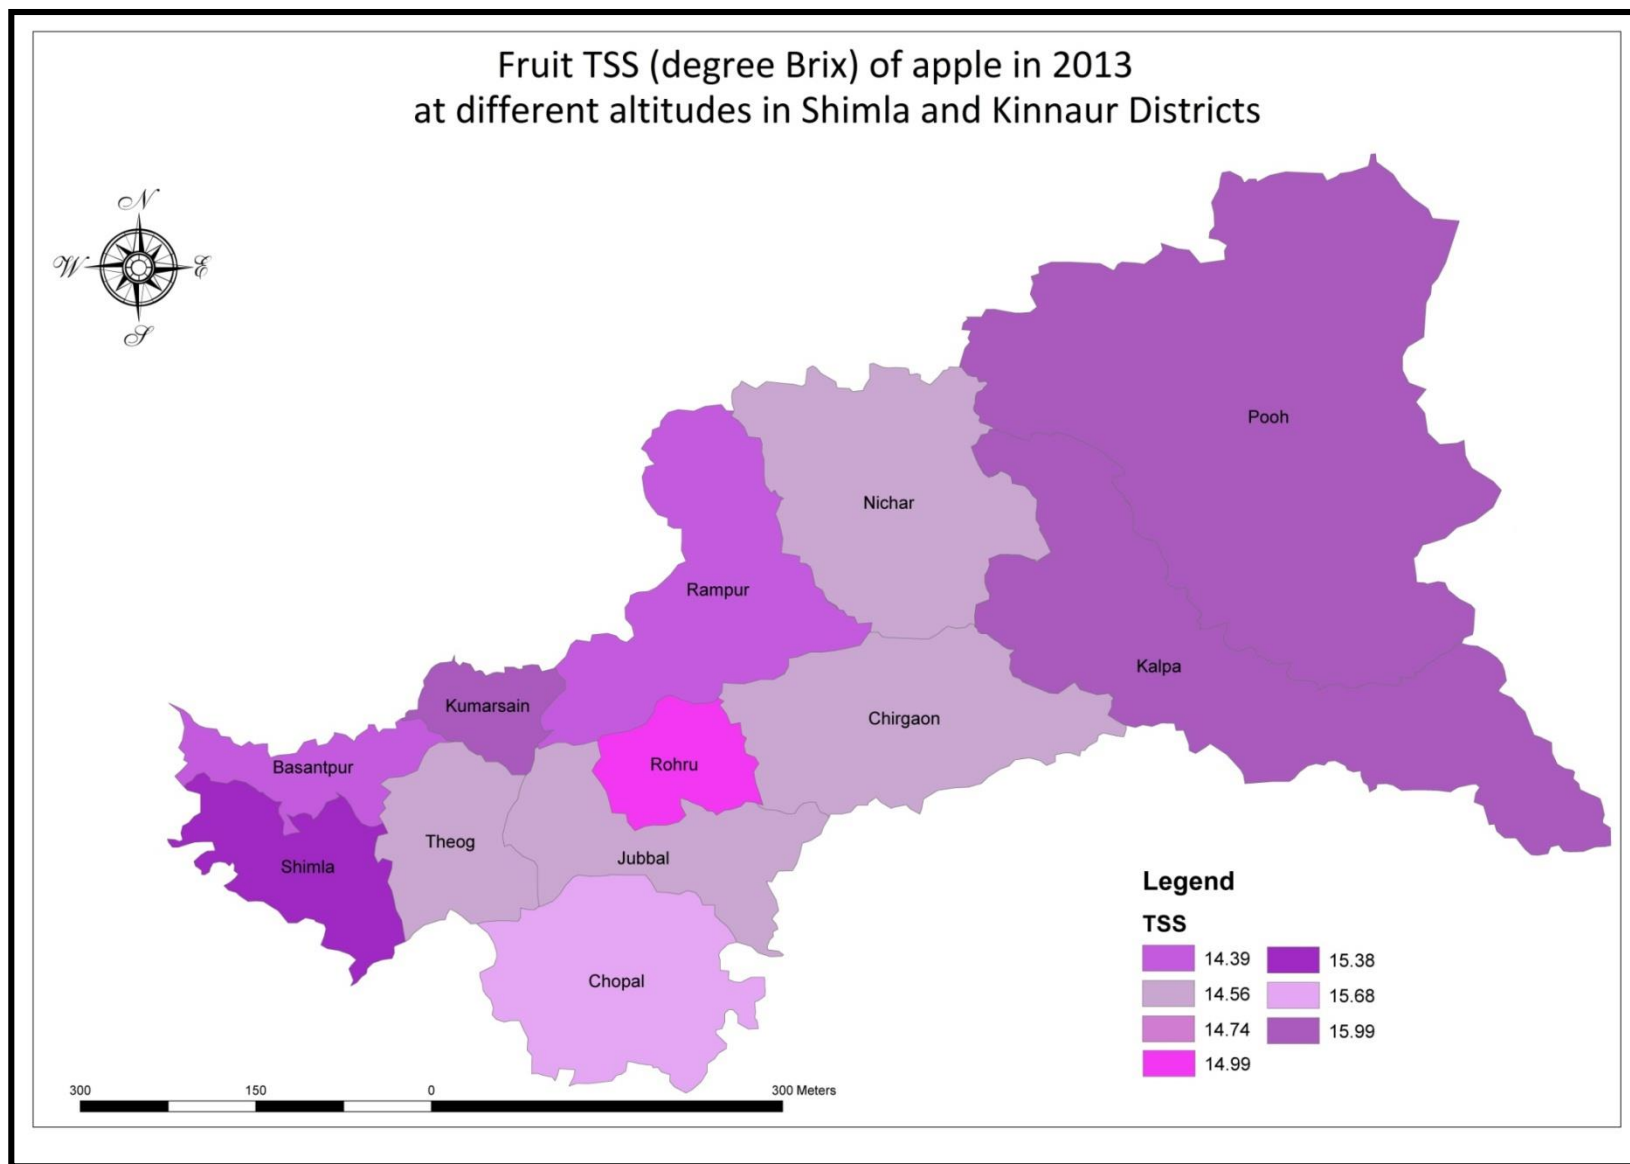 Fruit TSS (degree Brix) of apple in 2013
at different altitudes in Shimla and Kinnaur Districts
N
W E
S
Pooh
Nichar
Rampur
Kalpa
Kumarsain
Chirgaon
Basantpur
Rohru
Theog
Jubbal
Shimla
Chopal
Legend
TSS
14.39 15.38
14.56 15.68
14.74 15.99
14.99
300 150 0 300 Meters